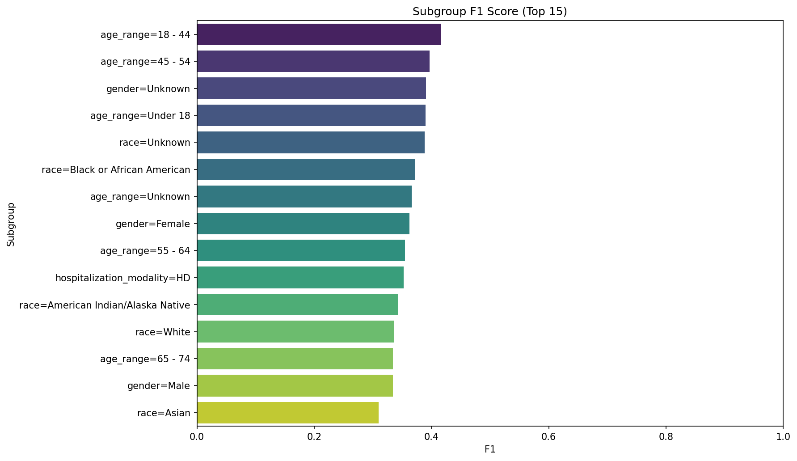 Subgroup F1 Score (Top 15)
Subgroup
age_range=18 - 44
age_range=45 - 54
gender=Unknown
age_range=Under 18
race=Unknown
race=Black or African American
age_range=Unknown
gender=Female
age_range=55 - 64
hospitalization_modality=HD
race=American Indian/Alaska Native
race=White
age_range=65 - 74
gender=Male
race=Asian
0.0 0.2 0.4 0.6 0.8 1.0
F1